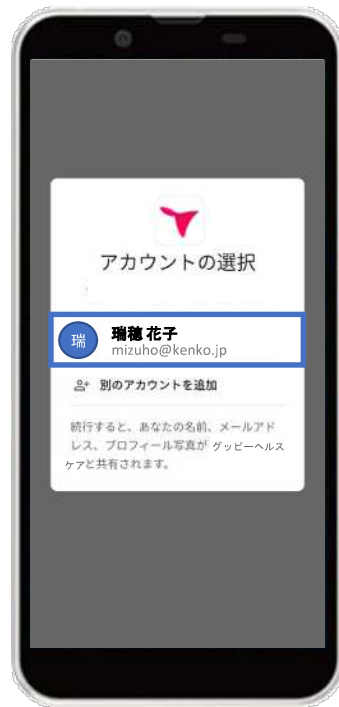 アカウントの選択
瑞
瑞穂 花子
mizuho@kenko.jp
別のアカウントを追加
続行すると、あなたの名前、メールアド
レス、プロフィール写真が グッピーヘルス
ケアと共有されます。